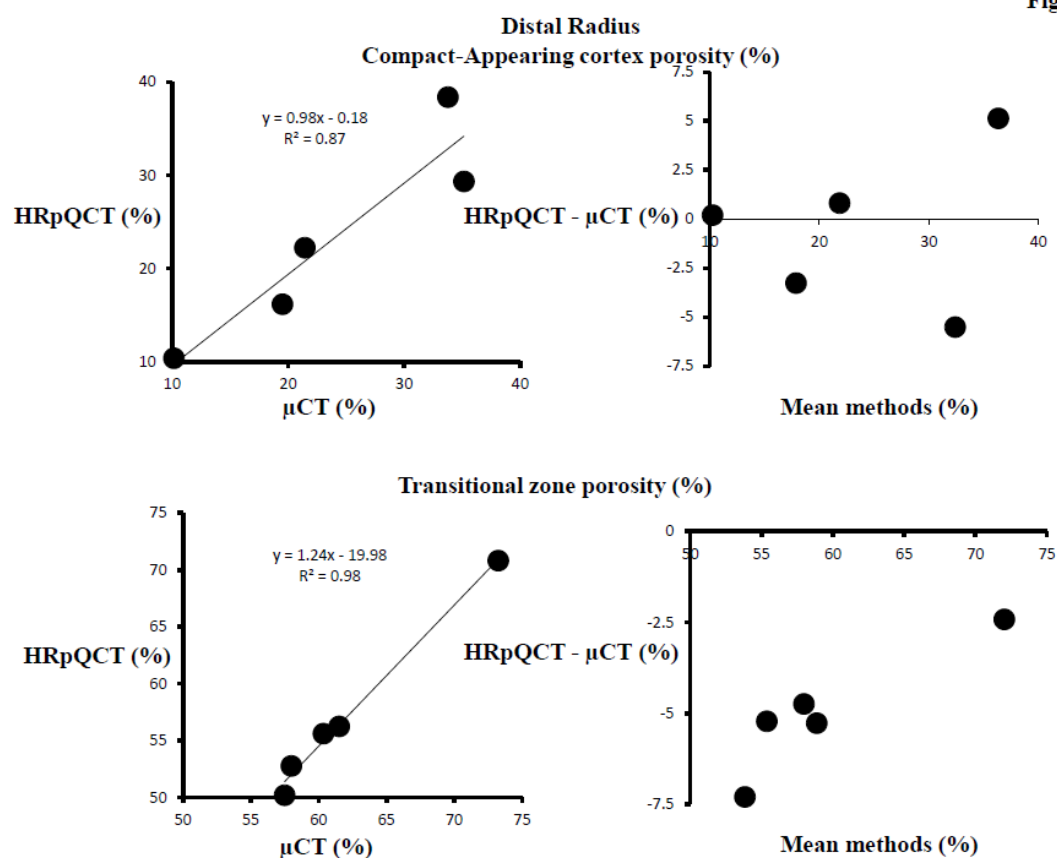 Fig
Distal Radius
Compact-Appearing cortex porosity (%)
40
30
20
10
HRpQCT (%)
y = 0.98x - 0.18
R² = 0.87
10 20 30 40
µCT (%)
7.5
5
2.5
0
-2.5
-5
-7.5
HRpQCT - µCT (%)
10 20 30 40
Mean methods (%)
Transitional zone porosity (%)
75
70
65
60
55
50
HRpQCT (%)
y = 1.24x - 19.98
R² = 0.98
50 55 60 65 70 75
µCT (%)
0
-2.5
-5
-7.5
HRpQCT - µCT (%)
50 55 60 65 70 75
Mean methods (%)